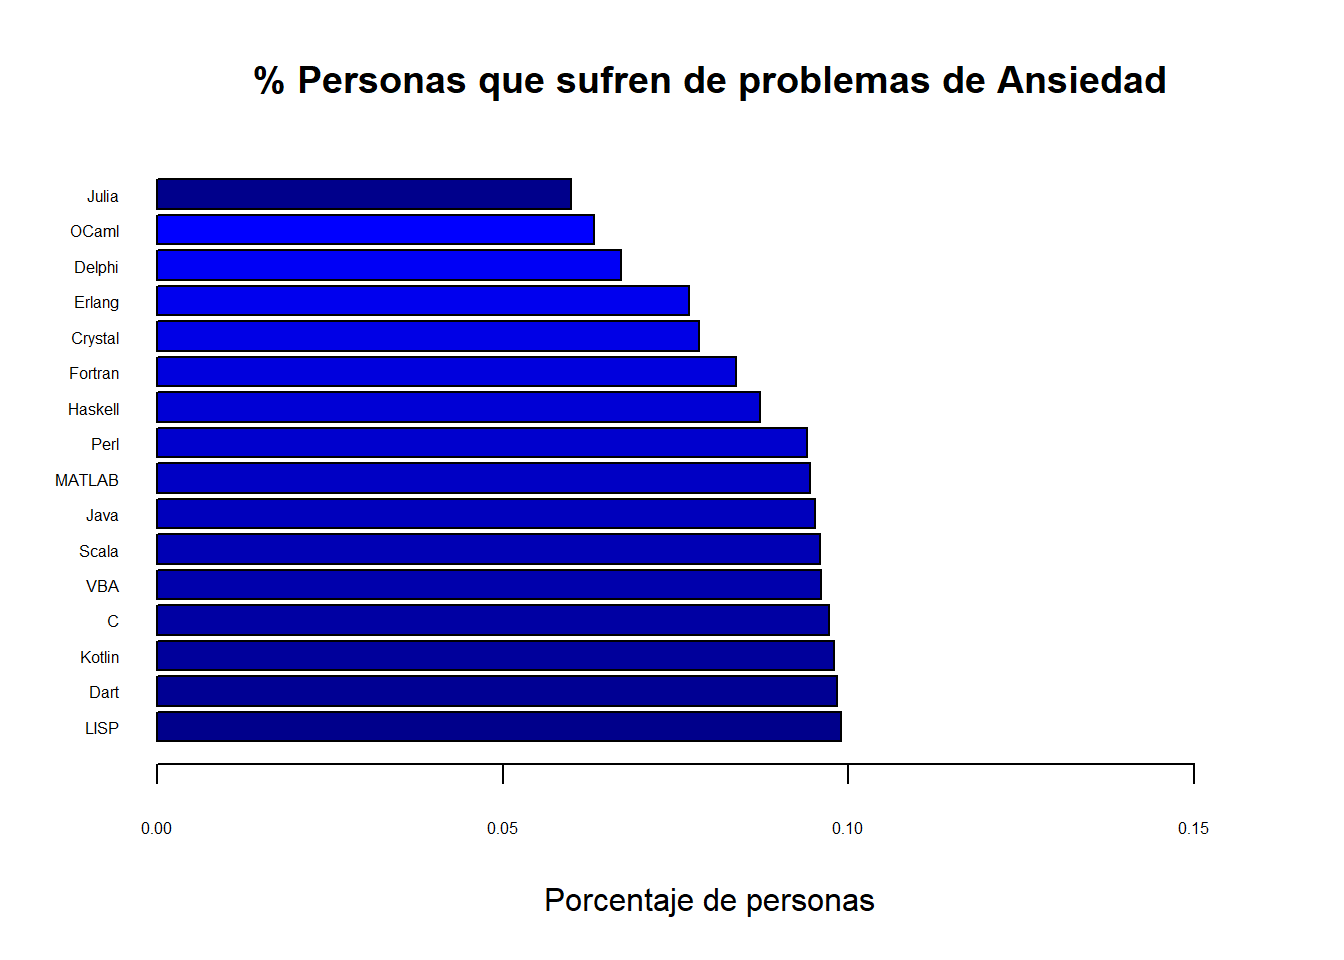 % Personas que sufren de problemas de Ansiedad
Julia
OCaml
Delphi
Erlang
Crystal
Fortran
Haskell
Perl
MATLAB
Java
Scala
VBA
C
Kotlin
Dart
LISP
0.00 0.05 0.10 0.15
Porcentaje de personas